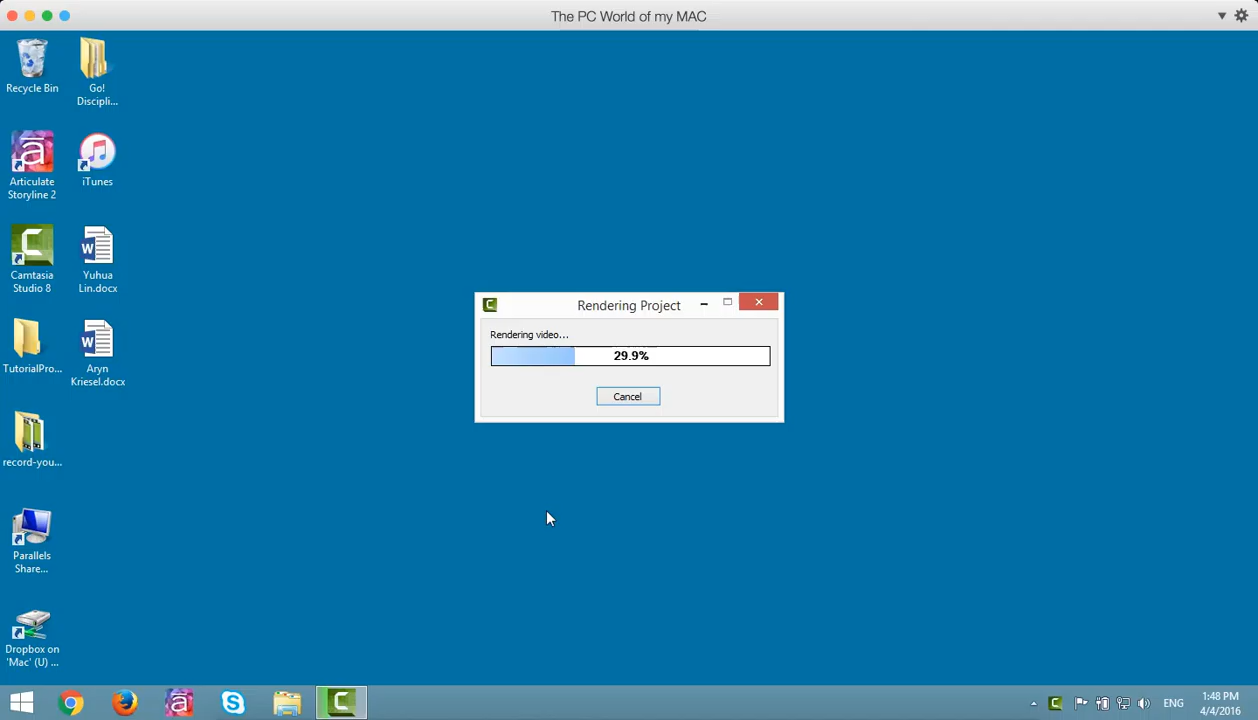 The PC World of my MAC
Recycle Bin
Go!
Discipli...
Articulate
Storyline 2
iTunes
Camtasia
Studio 8
Yuhua
Lin.docx
TutorialPro...
Aryn
Kriesel.docx
record-you...
Parallels
Share...
Dropbox on
'Mac' (U) ...
Rendering Project
Rendering video...
29.9%
Cancel
ENG
1:48 PM
4/4/2016